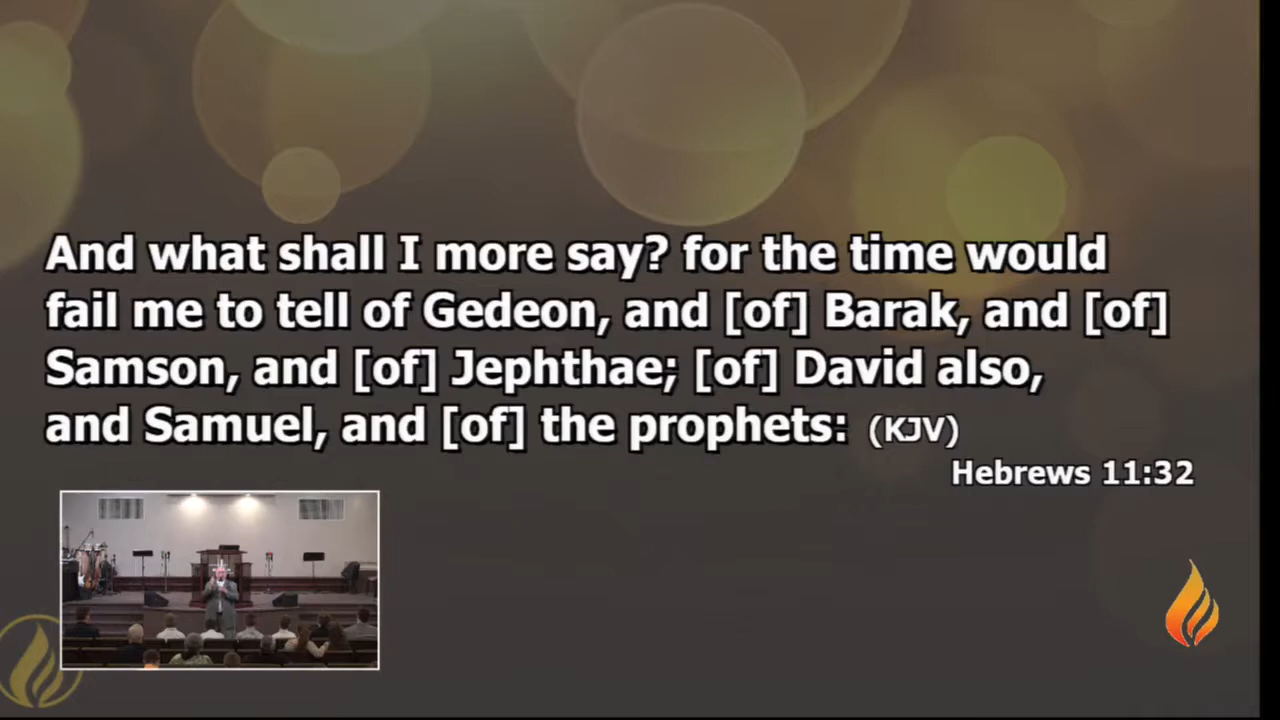 And what shall I more say? for the time would
fail me to tell of Gedeon, and [of] Barak, and [of]
Samson, and [of] Jephthae; [of] David also,
and Samuel, and [of] the prophets: (KJV)
Hebrews 11:32